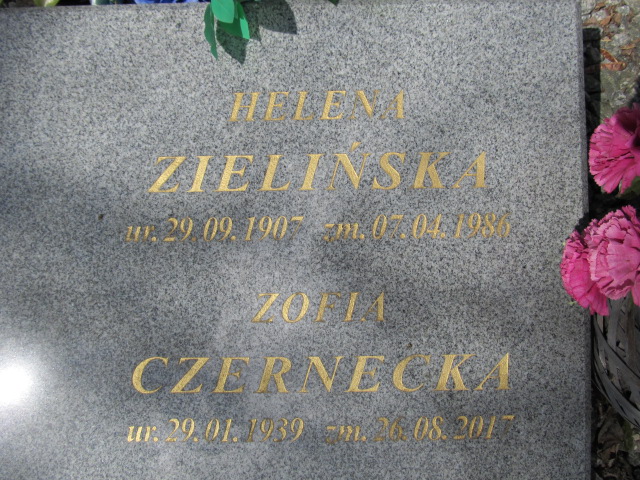 HELENA
ZIELIŃSKA
ur. 29.09.1907 zm. 07.04.1986
ZOFIA
CZERNECKA
ur. 29.01.1939 zm. 26.08.2017